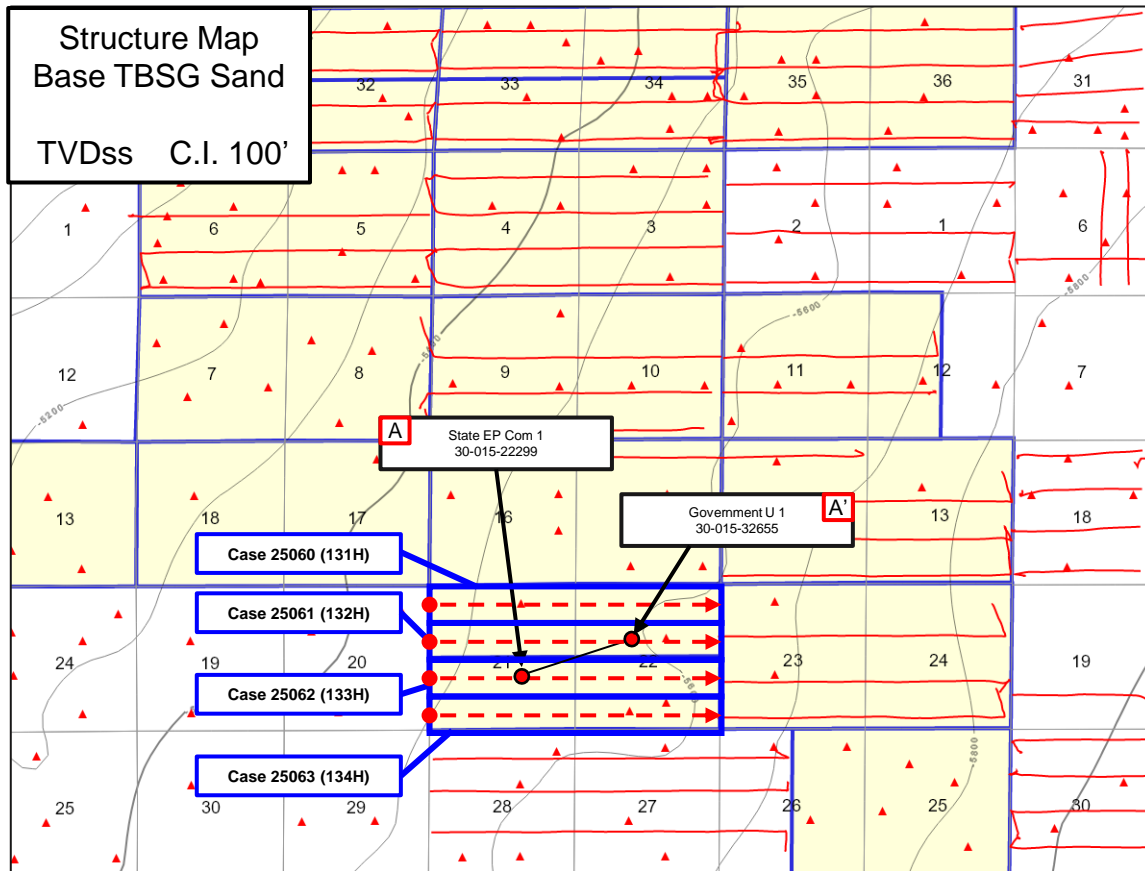 Structure Map
Base TBSG Sand
TVDss C.I. 100'
32 33 34 35 36 31
1 6 5 4 3 2 1 6
-5800
-5600
12 7 8 9 10 11 12 7
-5400
-5200
A
State EP Com 1
30-015-22299
Government U 1
30-015-32655
A'
13 18 17 16 13 18
Case 25060 (131H)
Case 25061 (132H)
24 19 20 21 22 23 24 19
Case 25062 (133H)
-5800
Case 25063 (134H)
25 30 29 28 27 26 25 30